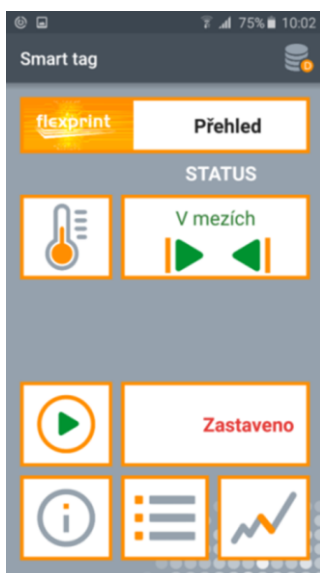 75% 10:02
Smart tag
D
flexprint
Přehled
STATUS
V mezích
Zastaveno